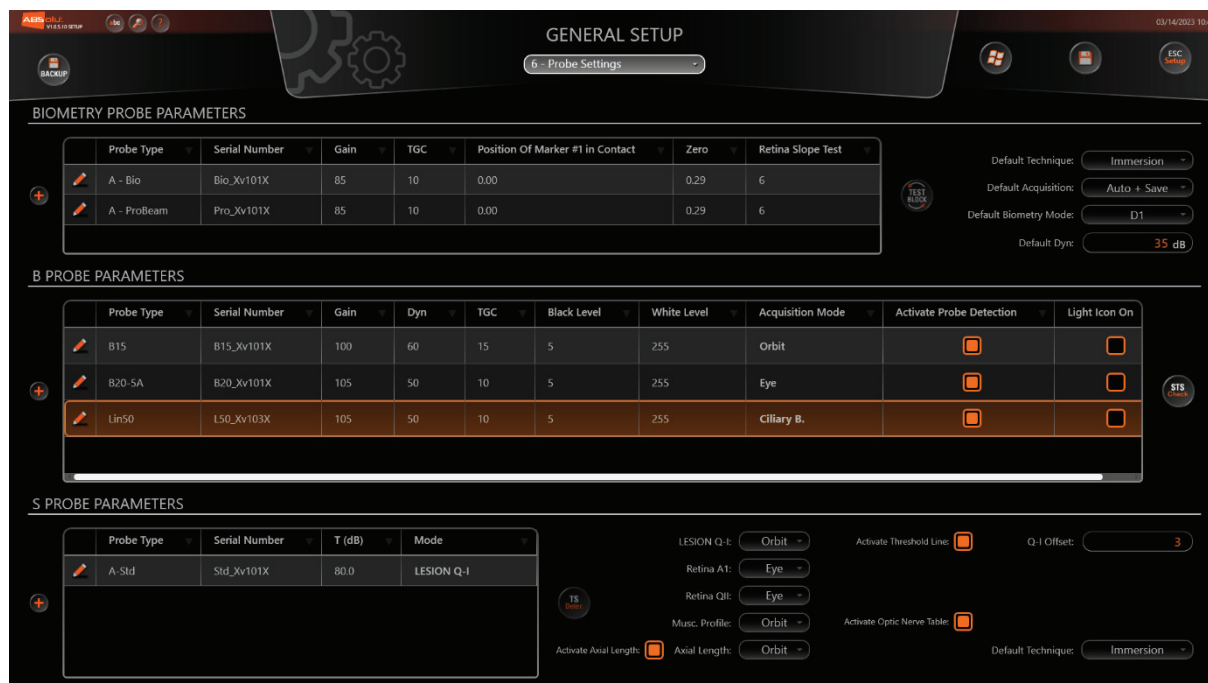 ABSolu.
V1.8.5.1.0 SETUP
abc
?
03/14/2023 10:
GENERAL SETUP
6 - Probe Settings
BACKUP
ESC
Setup
BIOMETRY PROBE PARAMETERS
Probe Type Serial Number Gain TGC Position Of Marker #1 in Contact Zero Retina Slope Test
A - Bio Bio_Xv101X 85 10 0.00 0.29 6
A - ProBeam Pro_Xv101X 85 10 0.00 0.29 6
TEST
BLOCK
Default Technique: Immersion
Default Acquisition: Auto + Save
Default Biometry Mode: D1
Default Dyn: 35 dB
B PROBE PARAMETERS
Probe Type Serial Number Gain Dyn TGC Black Level White Level Acquisition Mode Activate Probe Detection Light Icon On
B15 B15_Xv101X 100 60 15 5 255 Orbit
B20-5A B20_Xv101X 105 50 10 5 255 Eye
Lin50 L50_Xv103X 105 50 10 5 255 Ciliary B.
STS
Check
S PROBE PARAMETERS
Probe Type Serial Number T (dB) Mode
A-Std Std_Xv101X 80.0 LESION Q-I
TS
Detec.
LESION Q-I: Orbit Activate Threshold Line: Q-I Offset: 3
Retina A1: Eye
Retina QII: Eye
Musc. Profile: Orbit Activate Optic Nerve Table:
Activate Axial Length: Axial Length: Orbit Default Technique: Immersion